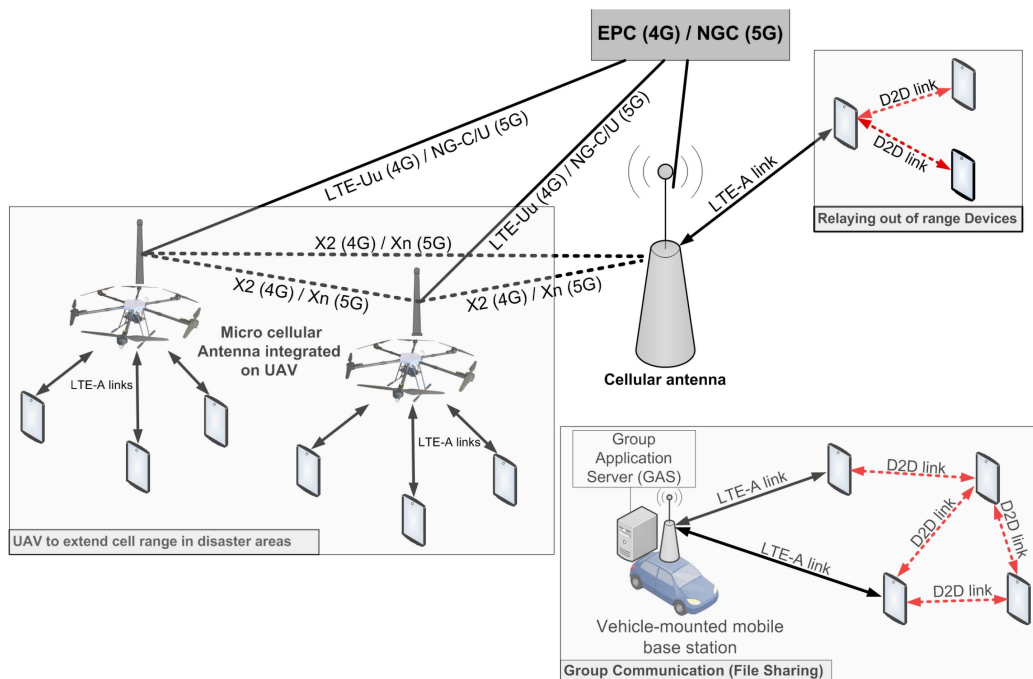 EPC (4G) / NGC (5G)
LTE-Uu (4G) / NG-C/U (5G)
LTE-Uu (4G) / NG-C/U (5G)
D2D link
D2D link
LTE-A link
Relaying out of range Devices
X2 (4G) / Xn (5G)
X2 (4G) / Xn (5G)
X2 (4G) / Xn (5G)
Micro cellular
Antenna integrated
on UAV
Cellular antenna
LTE-A links
LTE-A links
UAV to extend cell range in disaster areas
Group
Application
Server (GAS)
LTE-A link
LTE-A link
D2D link
D2D link
D2D link
D2D link
Vehicle-mounted mobile
base station
Group Communication (File Sharing)